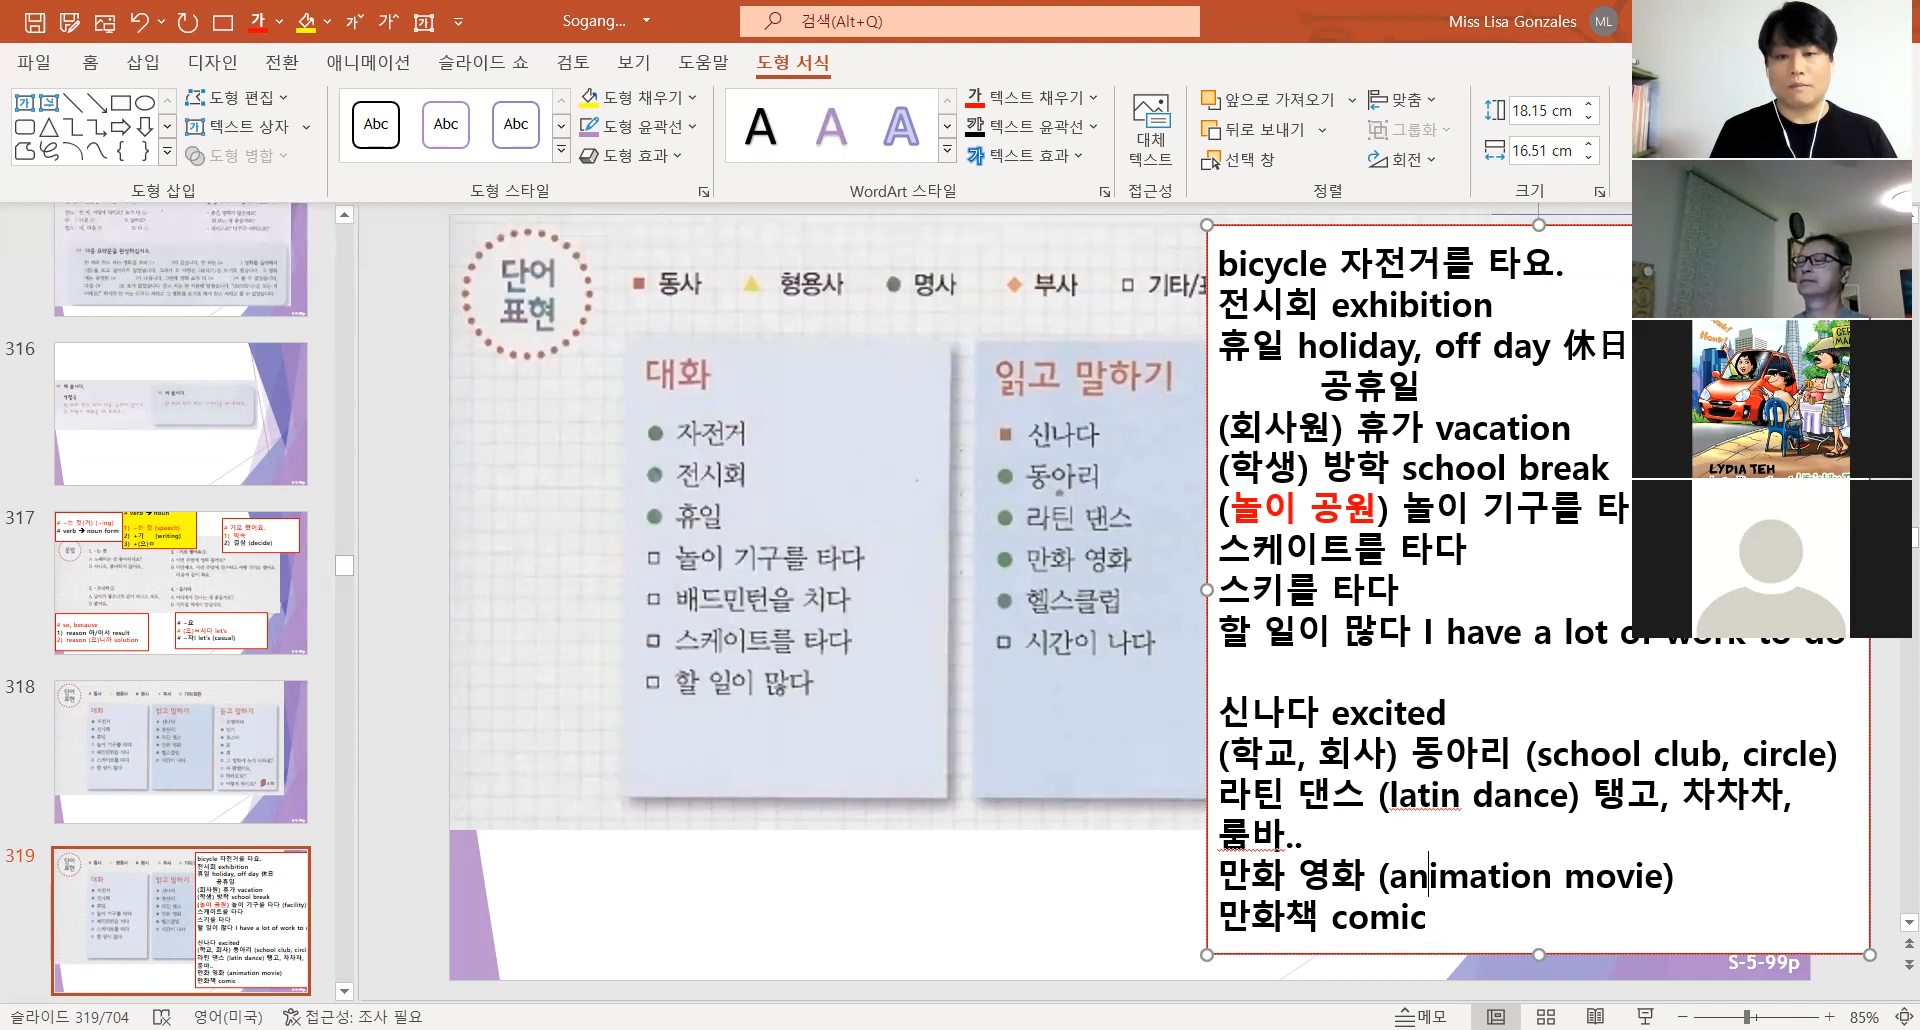 Sogang...
검색(Alt+Q)
Miss Lisa Gonzales
ML
파일 홈 삽입 디자인 전환 애니메이션 슬라이드 쇼 검토 보기 도움말 도형 서식
도형 편집
텍스트 상자
도형 병합
도형 삽입
Abc Abc Abc
도형 채우기
도형 윤곽선
도형 효과
도형 스타일
텍스트 채우기
텍스트 윤곽선
텍스트 효과
WordArt 스타일
대체
텍스트
접근성
앞으로 가져오기
뒤로 보내기
선택 창
맞춤
그룹화
회전
정렬
18.15 cm
16.51 cm
크기
316
317
318
319
단어
표현
동사 형용사 명사 부사 기타/
대화
자전거
전시회
휴일
놀이 기구를 타다
배드민턴을 치다
스케이트를 타다
할 일이 많다
읽고 말하기
신나다
동아리
라틴 댄스
만화 영화
헬스클럽
시간이 나다
bicycle 자전거를 타요.
전시회 exhibition
휴일 holiday, off day 休日
공휴일
(회사원) 휴가 vacation
(학생) 방학 school break
(놀이 공원) 놀이 기구를 타
스케이트를 타다
스키를 타다
할 일이 많다 I have a lot of work to do
신나다 excited
(학교, 회사) 동아리 (school club, circle)
라틴 댄스 (latin dance) 탱고, 차차차,
룸바..
만화 영화 (animation movie)
만화책 comic
S-5-99p
LYDIA TEH
슬라이드 319/704
영어(미국)
접근성: 조사 필요
메모
85%